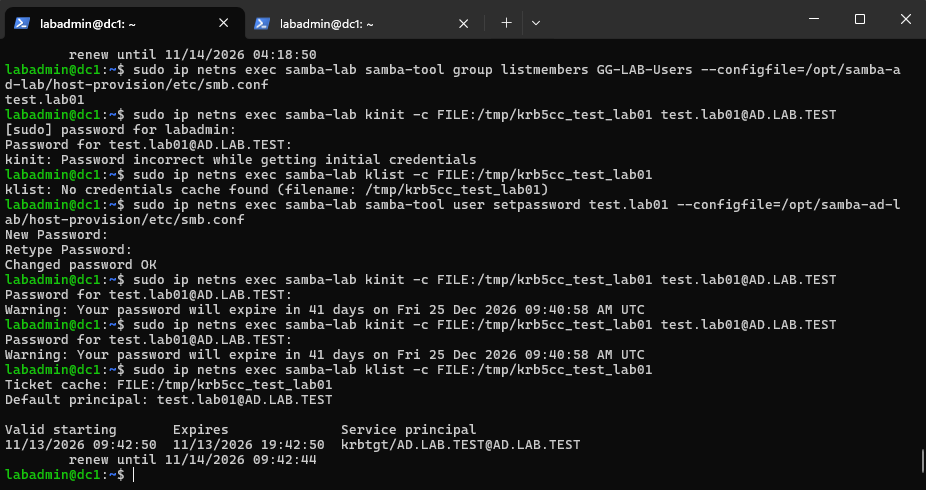 labadmin@dc1: ~
labadmin@dc1: ~
renew until 11/14/2026 04:18:50
labadmin@dc1:~$ sudo ip netns exec samba-lab samba-tool group listmembers GG-LAB-Users --configfile=/opt/samba-a
d-lab/host-provision/etc/smb.conf
test.lab01
labadmin@dc1:~$ sudo ip netns exec samba-lab kinit -c FILE:/tmp/krb5cc_test_lab01 test.lab01@AD.LAB.TEST
[sudo] password for labadmin:
Password for test.lab01@AD.LAB.TEST:
kinit: Password incorrect while getting initial credentials
labadmin@dc1:~$ sudo ip netns exec samba-lab klist -c FILE:/tmp/krb5cc_test_lab01
klist: No credentials cache found (filename: /tmp/krb5cc_test_lab01)
labadmin@dc1:~$ sudo ip netns exec samba-lab samba-tool user setpassword test.lab01 --configfile=/opt/samba-ad-l
ab/host-provision/etc/smb.conf
New Password:
Retype Password:
Changed password OK
labadmin@dc1:~$ sudo ip netns exec samba-lab kinit -c FILE:/tmp/krb5cc_test_lab01 test.lab01@AD.LAB.TEST
Password for test.lab01@AD.LAB.TEST:
Warning: Your password will expire in 41 days on Fri 25 Dec 2026 09:40:58 AM UTC
labadmin@dc1:~$ sudo ip netns exec samba-lab kinit -c FILE:/tmp/krb5cc_test_lab01 test.lab01@AD.LAB.TEST
Password for test.lab01@AD.LAB.TEST:
Warning: Your password will expire in 41 days on Fri 25 Dec 2026 09:40:58 AM UTC
labadmin@dc1:~$ sudo ip netns exec samba-lab klist -c FILE:/tmp/krb5cc_test_lab01
Ticket cache: FILE:/tmp/krb5cc_test_lab01
Default principal: test.lab01@AD.LAB.TEST
Valid starting       Expires              Service principal
11/13/2026 09:42:50  11/13/2026 19:42:50  krbtgt/AD.LAB.TEST@AD.LAB.TEST
renew until 11/14/2026 09:42:44
labadmin@dc1:~$